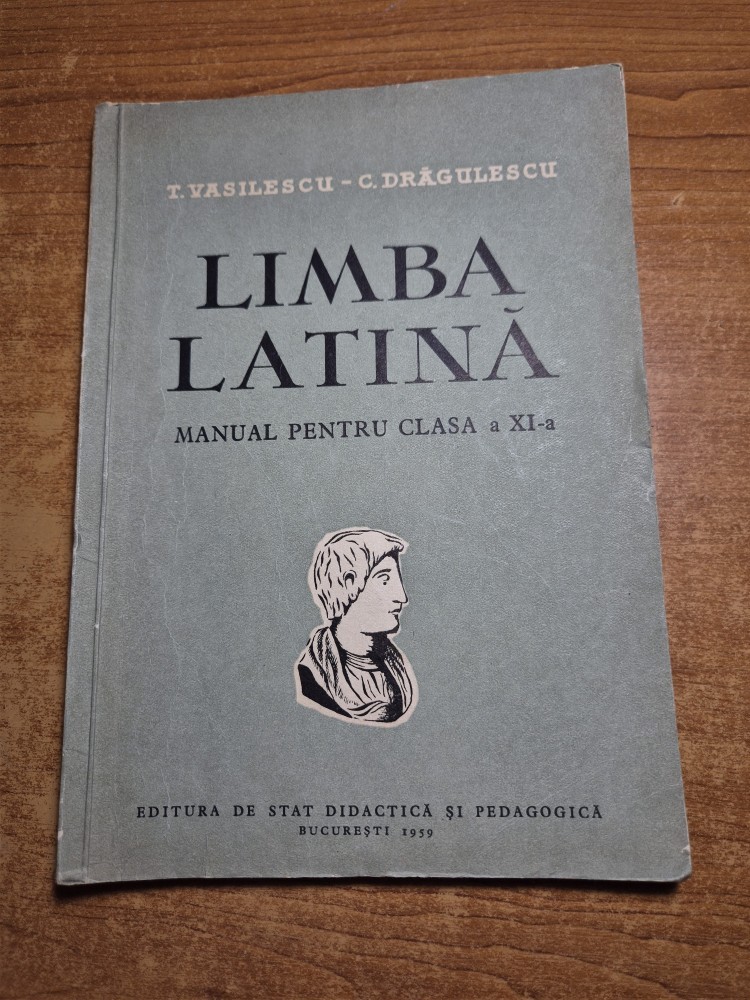 T. VASILESCU - C. DRĂGULESCU
LIMBA
LATINĂ
MANUAL PENTRU CLASA a XI-a
EDITURA DE STAT DIDACTICĂ ȘI PEDAGOGICĂ
BUCUREȘTI 1959